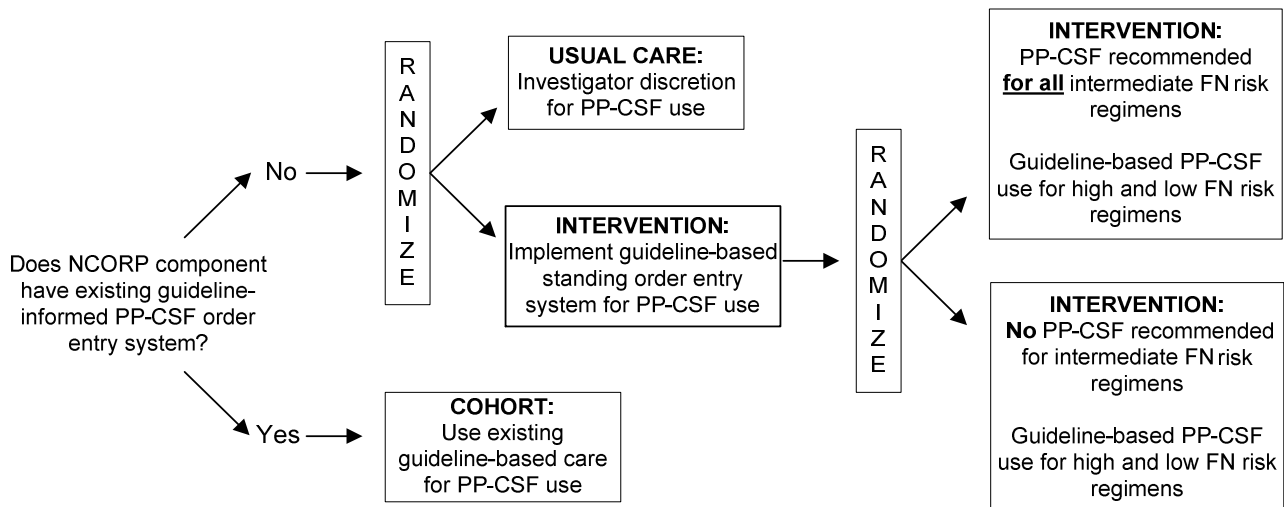 Does NCORP component
have existing guideline-
informed PP-CSF order
entry system?
No
Yes
RANDOMIZE
USUAL CARE:
Investigator discretion
for PP-CSF use
INTERVENTION:
Implement guideline-based
standing order entry
system for PP-CSF use
COHORT:
Use existing
guideline-based care
for PP-CSF use
RANDOMIZE
INTERVENTION:
PP-CSF recommended
for all intermediate FN risk
regimens
Guideline-based PP-CSF
use for high and low FN risk
regimens
INTERVENTION:
No PP-CSF recommended
for intermediate FN risk
regimens
Guideline-based PP-CSF
use for high and low FN risk
regimens